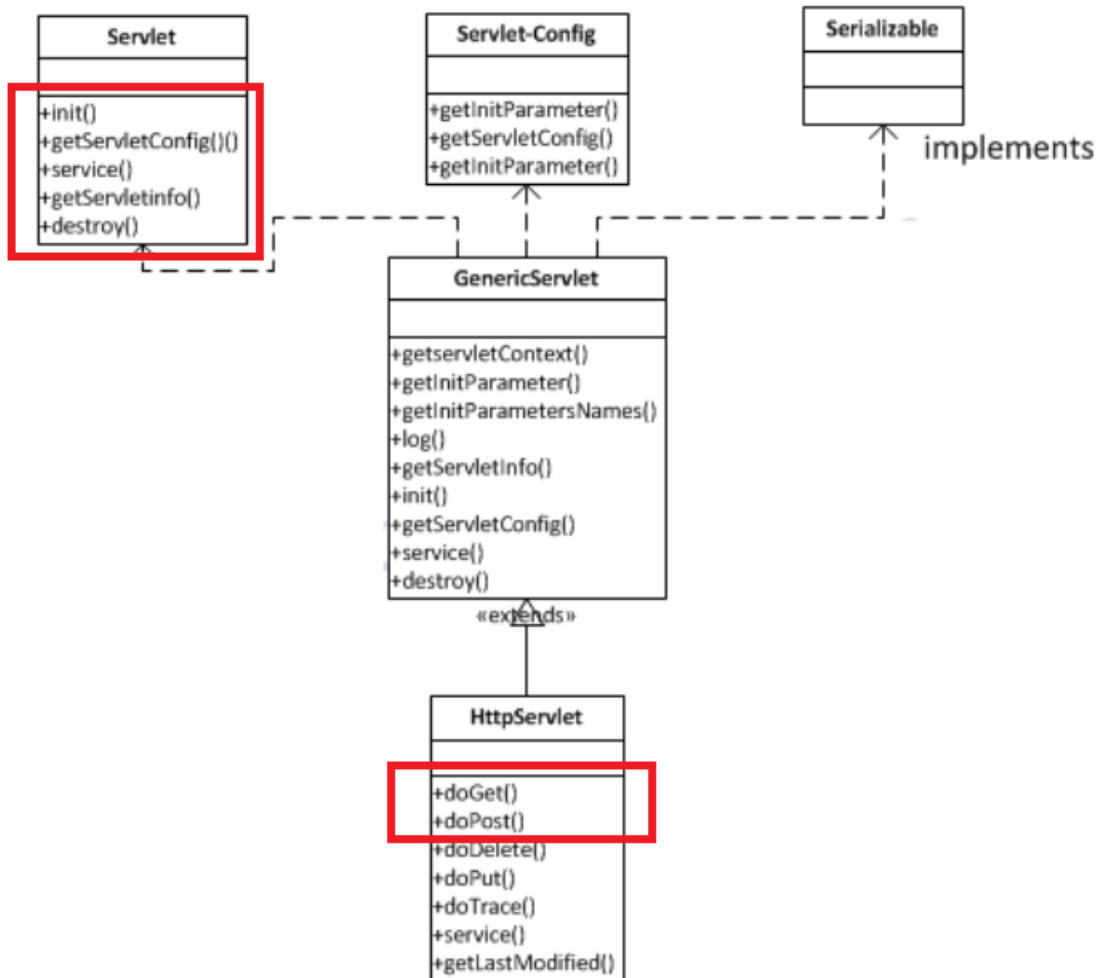 Servlet
+init()
+getServletConfig()()
+service()
+getServletinfo()
+destroy()
Servlet-Config
+getInitParameter()
+getServletConfig()
+getInitParameter()
Serializable
implements
GenericServlet
+getservletContext()
+getInitParameter()
+getInitParametersNames()
+log()
+getServletInfo()
+init()
+getServletConfig()
+service()
+destroy()
«extends»
HttpServlet
+doGet()
+doPost()
+doDelete()
+doPut()
+doTrace()
+service()
+getLastModified()